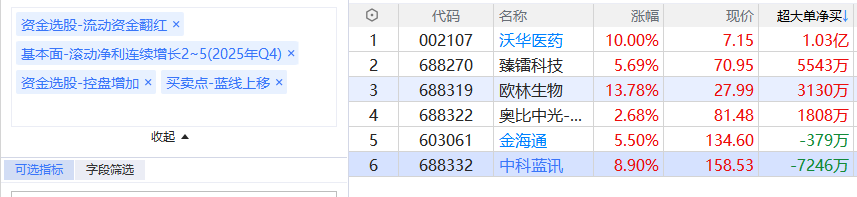 资金选股-流动资金翻红 ×
基本面-滚动净利连续增长2~5(2025年Q4) ×
资金选股-控盘增加 × 买卖点-蓝线上移 ×
收起
可选指标 字段筛选
代码 名称 涨幅 现价 超大单净买↓
1 002107 沃华医药 10.00% 7.15 1.03亿
2 688270 臻镭科技 5.69% 70.95 5543万
3 688319 欧林生物 13.78% 27.99 3130万
4 688322 奥比中光-... 2.68% 81.48 1808万
5 603061 金海通 5.50% 134.60 -379万
6 688332 中科蓝讯 8.90% 158.53 -7246万